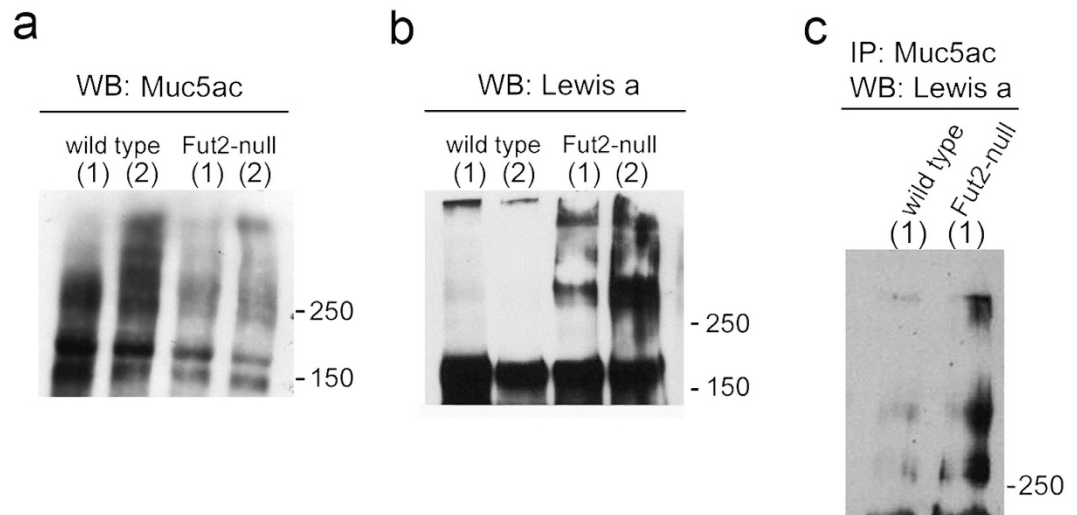 a
WB: Muc5ac
wild type Fut2-null
(1) (2) (1) (2)
-250
-150
b
WB: Lewis a
wild type Fut2-null
(1) (2) (1) (2)
-250
-150
c
IP: Muc5ac
WB: Lewis a
wild type Fut2-null
(1) (1)
-250